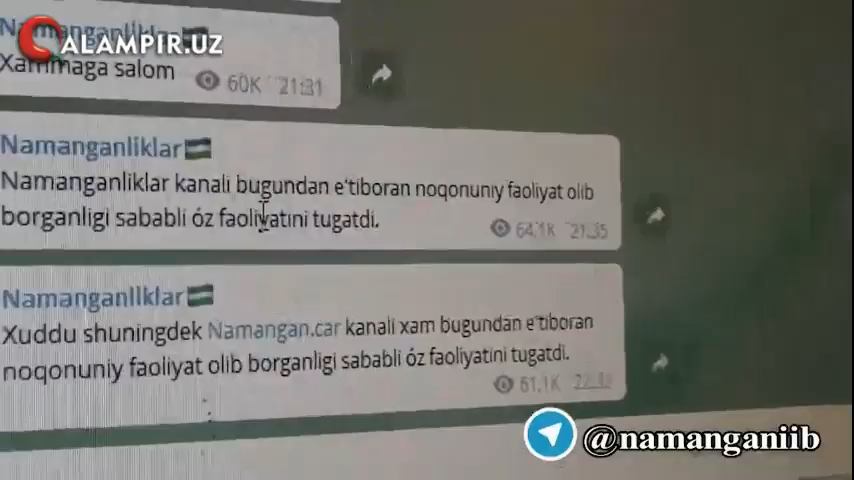 QALAMPIR.UZ
Xammaga salom
60K 21:31
Namanganliklar
Namanganliklar kanali bugundan e'tiboran noqonuniy faoliyat olib
borganligi sababli óz faoliyatini tugatdi.
64.1K 21:35
Namanganliklar
Xuddu shuningdek Namangan.car kanali xam bugundan e'tiboran
noqonuniy faoliyat olib borganligi sababli óz faoliyatini tugatdi.
61.1K
@namanganiib